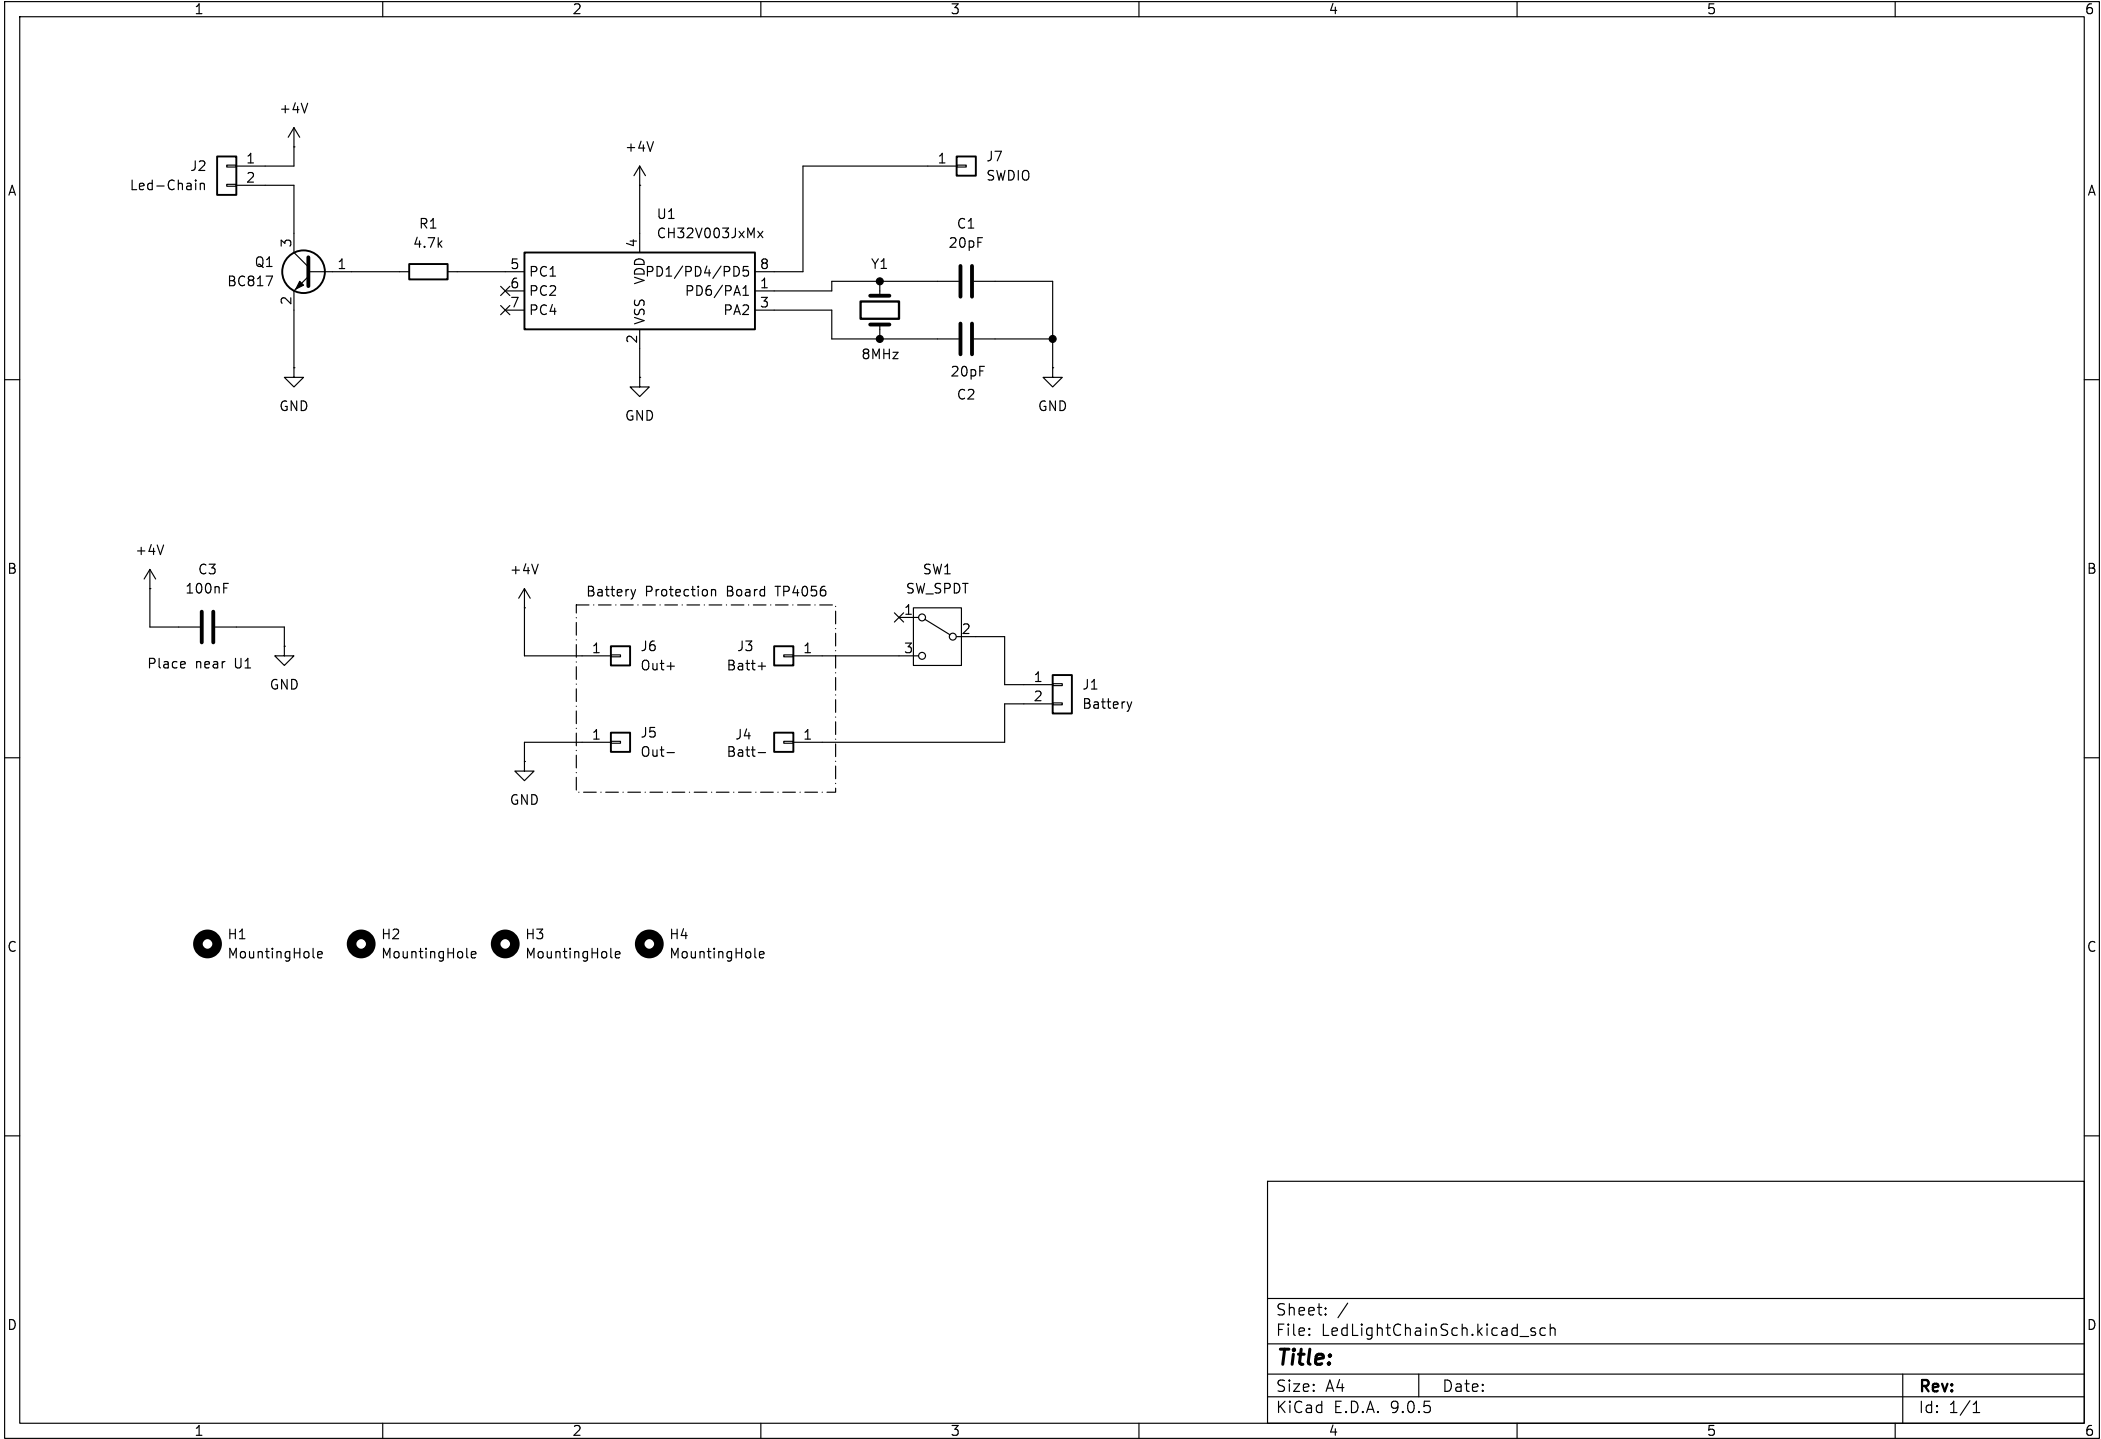 1 2 3 4 5 6
+4V
J2
Led-Chain
1
2
3
Q1
BC817
1
2
GND
R1
4.7k
+4V
U1
CH32V003JxMx
4
VDD
VSS
2
5 PC1
6 PC2
7 PC4
PD1/PD4/PD5 8
PD6/PA1 1
PA2 3
GND
1 J7
SWDIO
Y1
8MHz
C1
20pF
20pF
C2
GND
+4V
C3
100nF
Place near U1
GND
+4V
Battery Protection Board TP4056
1 J6
Out+
J3 1
Batt+
1 J5
Out-
J4 1
Batt-
GND
SW1
SW_SPDT
1
2
3
1 J1
2 Battery
H1
MountingHole
H2
MountingHole
H3
MountingHole
H4
MountingHole
A A
B B
C C
D D
Sheet: /
File: LedLightChainSch.kicad_sch
Title:
Size: A4 Date: Rev:
KiCad E.D.A. 9.0.5 Id: 1/1
1 2 3 4 5 6